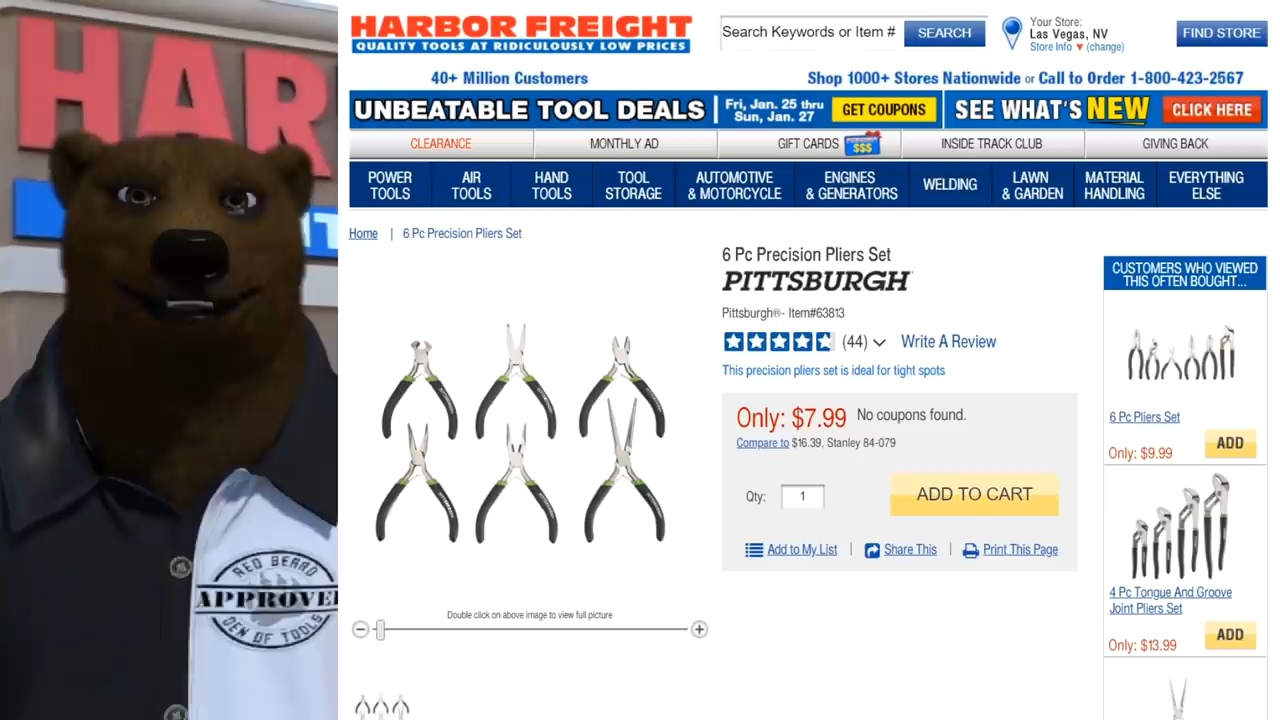 HAR
RED BEARD
APPROVED
DEN OF TOOLS
HARBOR FREIGHT
QUALITY TOOLS AT RIDICULOUSLY LOW PRICES
Search Keywords or Item #
SEARCH
Your Store:
Las Vegas, NV
Store Info ▼ (change)
FIND STORE
40+ Million Customers
Shop 1000+ Stores Nationwide or Call to Order 1-800-423-2567
UNBEATABLE TOOL DEALS
Fri, Jan. 25 thru
Sun, Jan. 27
GET COUPONS
SEE WHAT'S NEW
CLICK HERE
CLEARANCE
MONTHLY AD
GIFT CARDS
$$$
INSIDE TRACK CLUB
GIVING BACK
POWER
TOOLS
AIR
TOOLS
HAND
TOOLS
TOOL
STORAGE
AUTOMOTIVE
& MOTORCYCLE
ENGINES
& GENERATORS
WELDING
LAWN
& GARDEN
MATERIAL
HANDLING
EVERYTHING
ELSE
Home | 6 Pc Precision Pliers Set
6 Pc Precision Pliers Set
PITTSBURGH
Pittsburgh®- Item#63813
(44)
Write A Review
This precision pliers set is ideal for tight spots
Only: $7.99 No coupons found.
Compare to $16.39, Stanley 84-079
Qty:
1
ADD TO CART
Add to My List | Share This | Print This Page
Double click on above image to view full picture
CUSTOMERS WHO VIEWED
THIS OFTEN BOUGHT...
6 Pc Pliers Set
Only: $9.99
ADD
4 Pc Tongue And Groove
Joint Pliers Set
Only: $13.99
ADD